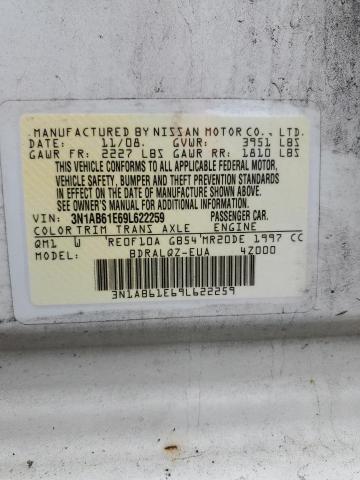 MANUFACTURED BY NISSAN MOTOR CO., LTD.
DATE: 11/08. GVWR: 3951 LBS
GAWR FR: 2227 LBS GAWR RR: 1810 LBS
THIS VEHICLE CONFORMS TO ALL APPLICABLE
FEDERAL MOTOR
VEHICLE SAFETY, BUMPER AND THEFT PREVENTION STANDARDS
IN EFFECT ON THE DATE OF MANUFACTURE SHOWN ABOVE.
SEE OWNER'S MANUAL FOR ADDITIONAL INFORMATION.
VIN: 3N1AB61E69L622259 PASSENGER CAR.
COLOR TRIM TRANS AXLE ENGINE
QM1 W RE0F10A GB54 MR20DE 1997 CC
MODEL: BDRALQZ-EUA 4Z000
3N1AB61E69L622259